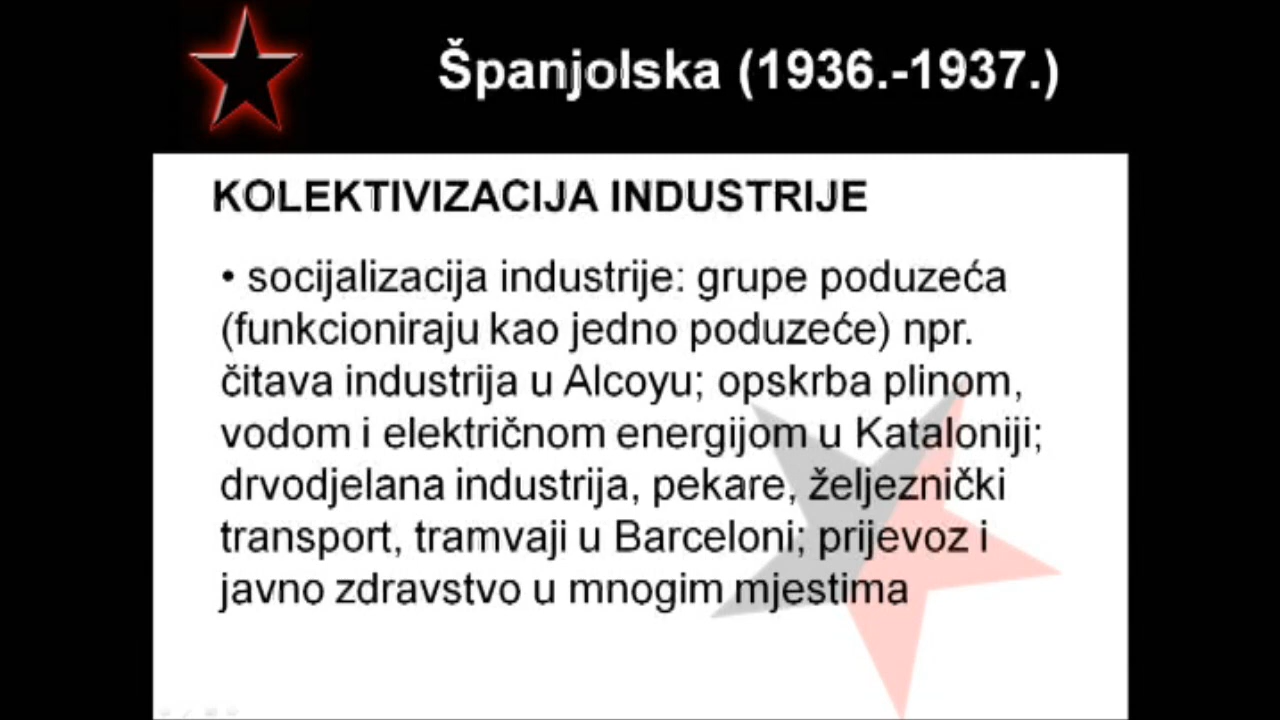 Španjolska (1936.-1937.)
KOLEKTIVIZACIJA INDUSTRIJE
• socijalizacija industrije: grupe poduzeća
(funkcioniraju kao jedno poduzeće) npr.
čitava industrija u Alcoyu; opskrba plinom,
vodom i električnom energijom u Kataloniji;
drvodjelana industrija, pekare, željeznički
transport, tramvaji u Barceloni; prijevoz i
javno zdravstvo u mnogim mjestima